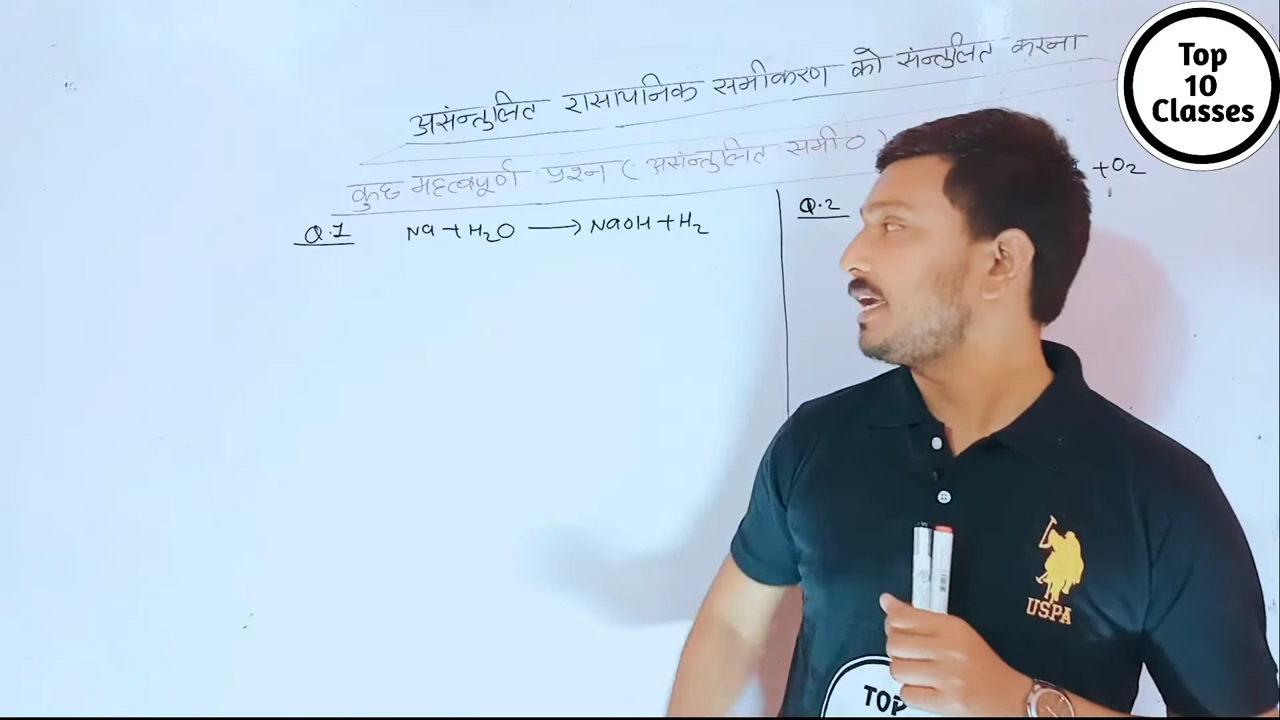 Top
10
Classes
असंन्तुलित रासायनिक समीकरण को संन्तुलित करना
कुछ महत्वपूर्ण प्रश्न ( असंन्तुलित समी० )
Q.1 Na + H₂O ⟶ NaOH + H₂
Q.2 + O₂
USPA
TOP